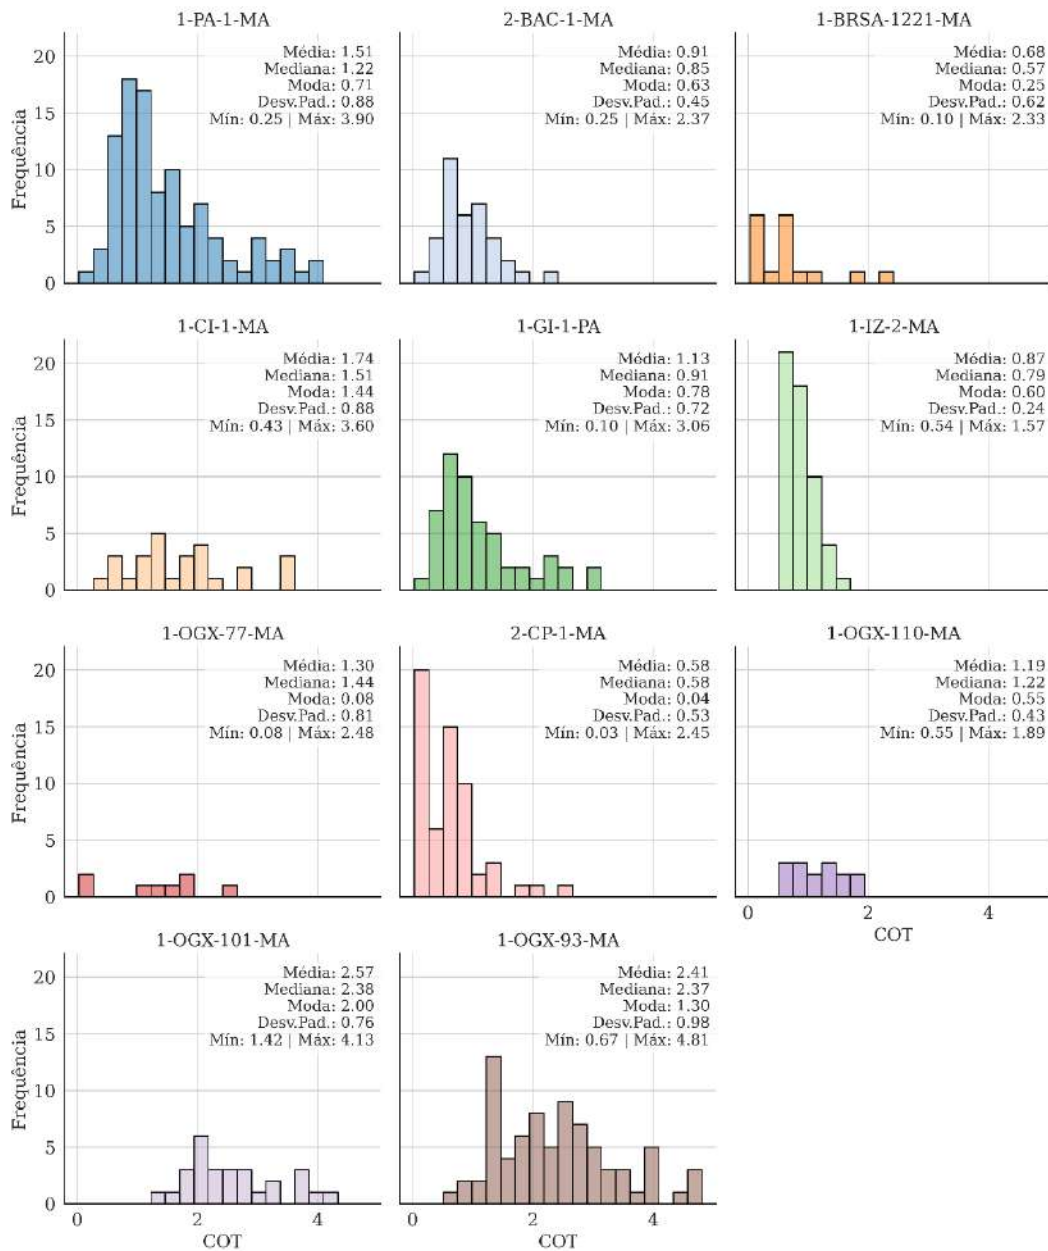 1-PA-1-MA
Média: 1.51
Mediana: 1.22
Moda: 0.71
Desv.Pad.: 0.88
Mín: 0.25 | Máx: 3.90
20
15
10
5
0
Frequência
2-BAC-1-MA
Média: 0.91
Mediana: 0.85
Moda: 0.63
Desv.Pad.: 0.45
Mín: 0.25 | Máx: 2.37
1-BRSA-1221-MA
Média: 0.68
Mediana: 0.57
Moda: 0.25
Desv.Pad.: 0.62
Mín: 0.10 | Máx: 2.33
1-CI-1-MA
Média: 1.74
Mediana: 1.51
Moda: 1.44
Desv.Pad.: 0.88
Mín: 0.43 | Máx: 3.60
20
15
10
5
0
Frequência
1-GI-1-PA
Média: 1.13
Mediana: 0.91
Moda: 0.78
Desv.Pad.: 0.72
Mín: 0.10 | Máx: 3.06
1-IZ-2-MA
Média: 0.87
Mediana: 0.79
Moda: 0.60
Desv.Pad.: 0.24
Mín: 0.54 | Máx: 1.57
1-OGX-77-MA
Média: 1.30
Mediana: 1.44
Moda: 0.08
Desv.Pad.: 0.81
Mín: 0.08 | Máx: 2.48
20
15
10
5
0
Frequência
2-CP-1-MA
Média: 0.58
Mediana: 0.58
Moda: 0.04
Desv.Pad.: 0.53
Mín: 0.03 | Máx: 2.45
1-OGX-110-MA
Média: 1.19
Mediana: 1.22
Moda: 0.55
Desv.Pad.: 0.43
Mín: 0.55 | Máx: 1.89
0 2 4
COT
1-OGX-101-MA
Média: 2.57
Mediana: 2.38
Moda: 2.00
Desv.Pad.: 0.76
Mín: 1.42 | Máx: 4.13
20
15
10
5
0
Frequência
0 2 4
COT
1-OGX-93-MA
Média: 2.41
Mediana: 2.37
Moda: 1.30
Desv.Pad.: 0.98
Mín: 0.67 | Máx: 4.81
0 2 4
COT